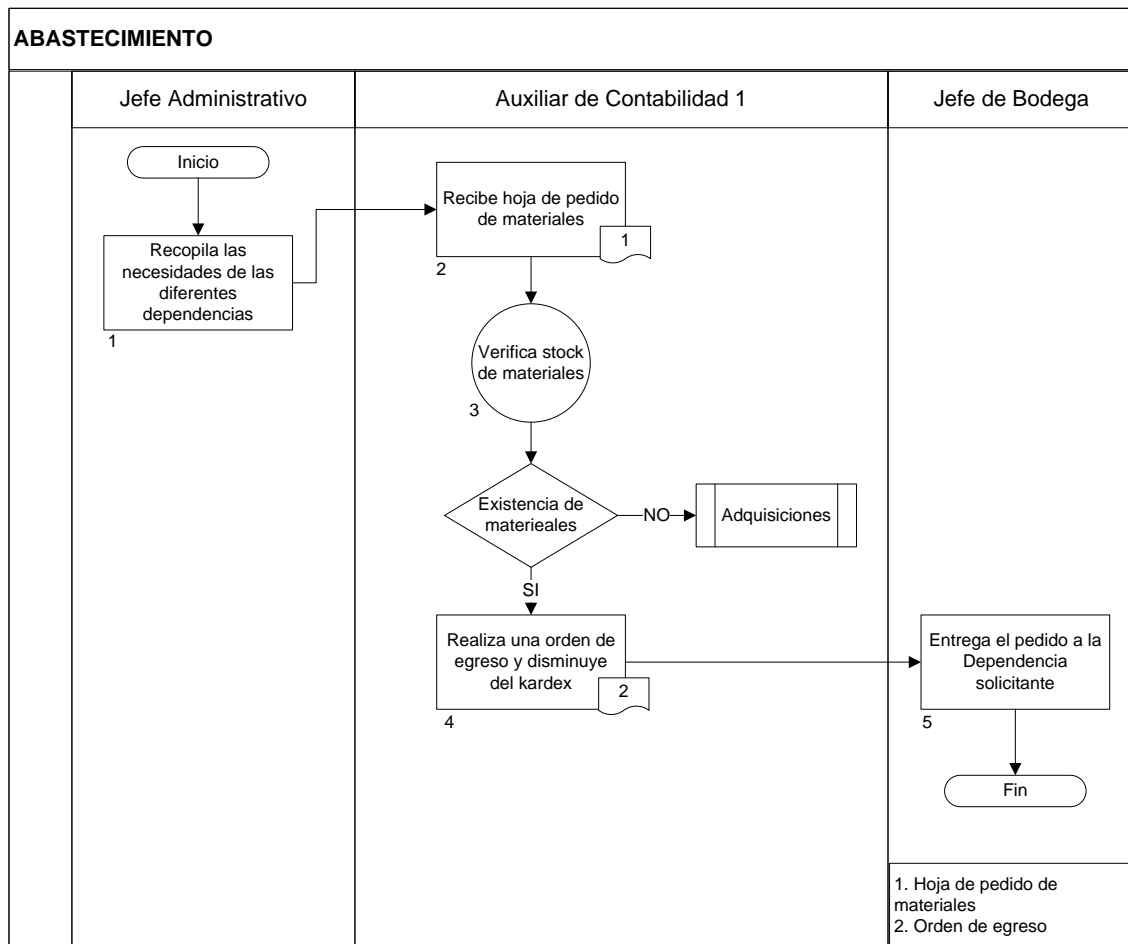 ABASTECIMIENTO
Jefe Administrativo
Auxiliar de Contabilidad 1
Jefe de Bodega
Inicio
Recopila las
necesidades de las
diferentes
dependencias
1
Recibe hoja de pedido
de materiales
1
2
Verifica stock
de materiales
3
Existencia de
materieales
NO
Adquisiciones
SI
Realiza una orden de
egreso y disminuye
del kardex
2
4
Entrega el pedido a la
Dependencia
solicitante
5
Fin
1. Hoja de pedido de
materiales
2. Orden de egreso